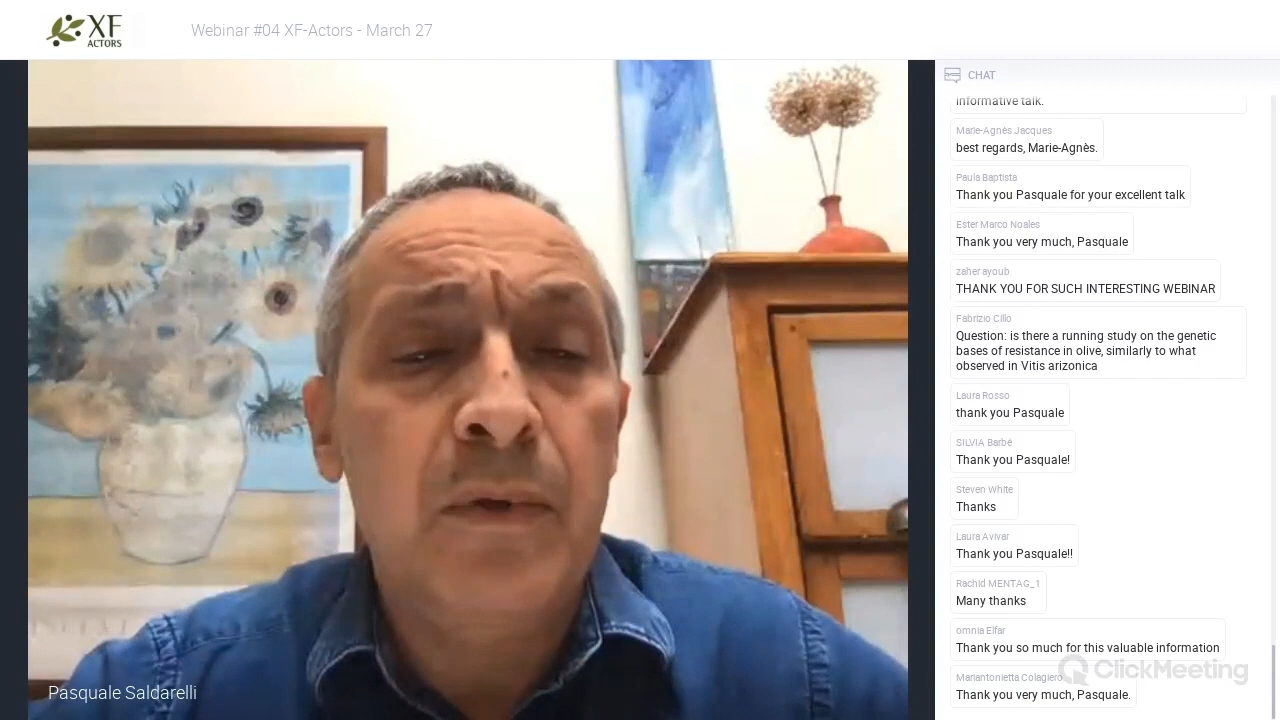 XF
ACTORS
Webinar #04 XF-Actors - March 27
Pasquale Saldarelli
CHAT
informative talk.
Marie-Agnès Jacques
best regards, Marie-Agnès.
Paula Baptista
Thank you Pasquale for your excellent talk
Ester Marco Noales
Thank you very much, Pasquale
zaher ayoub
THANK YOU FOR SUCH INTERESTING WEBINAR
Fabrizio Cillo
Question: is there a running study on the genetic
bases of resistance in olive, similarly to what
observed in Vitis arizonica
Laura Rosso
thank you Pasquale
SILVIA Barbé
Thank you Pasquale!
Steven White
Thanks
Laura Avivar
Thank you Pasquale!!
Rachid MENTAG_1
Many thanks
omnia Elfar
Thank you so much for this valuable information
Mariantonietta Colagiero
Thank you very much, Pasquale.
ClickMeeting